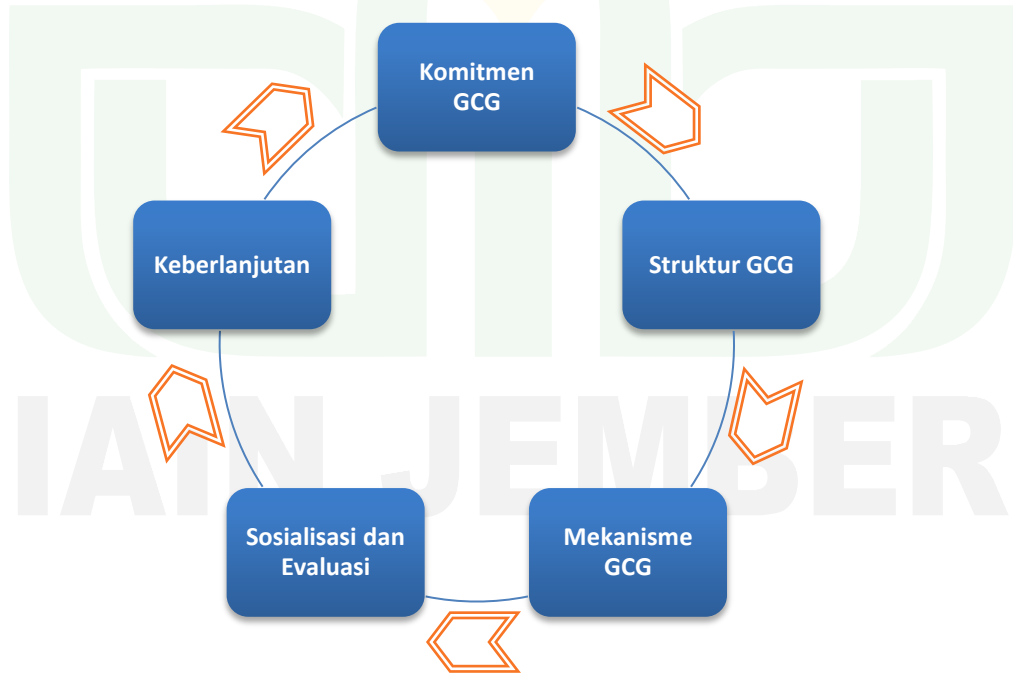 Komitmen
GCG
Struktur GCG
Mekanisme
GCG
Sosialisasi dan
Evaluasi
Keberlanjutan
IAIN JEMBER